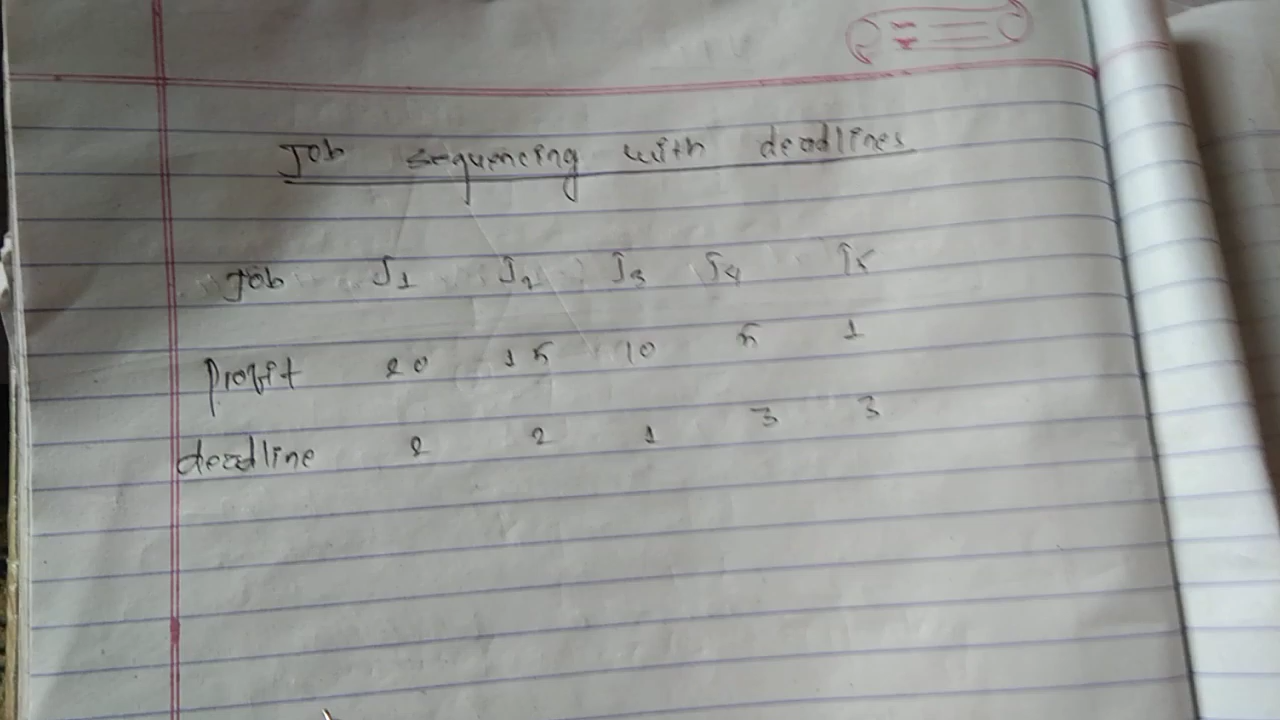 Job sequencing with deadlines
Job J1 J2 J3 J4 J5
Profit 20 15 10 5 1
deadline 2 2 1 3 3